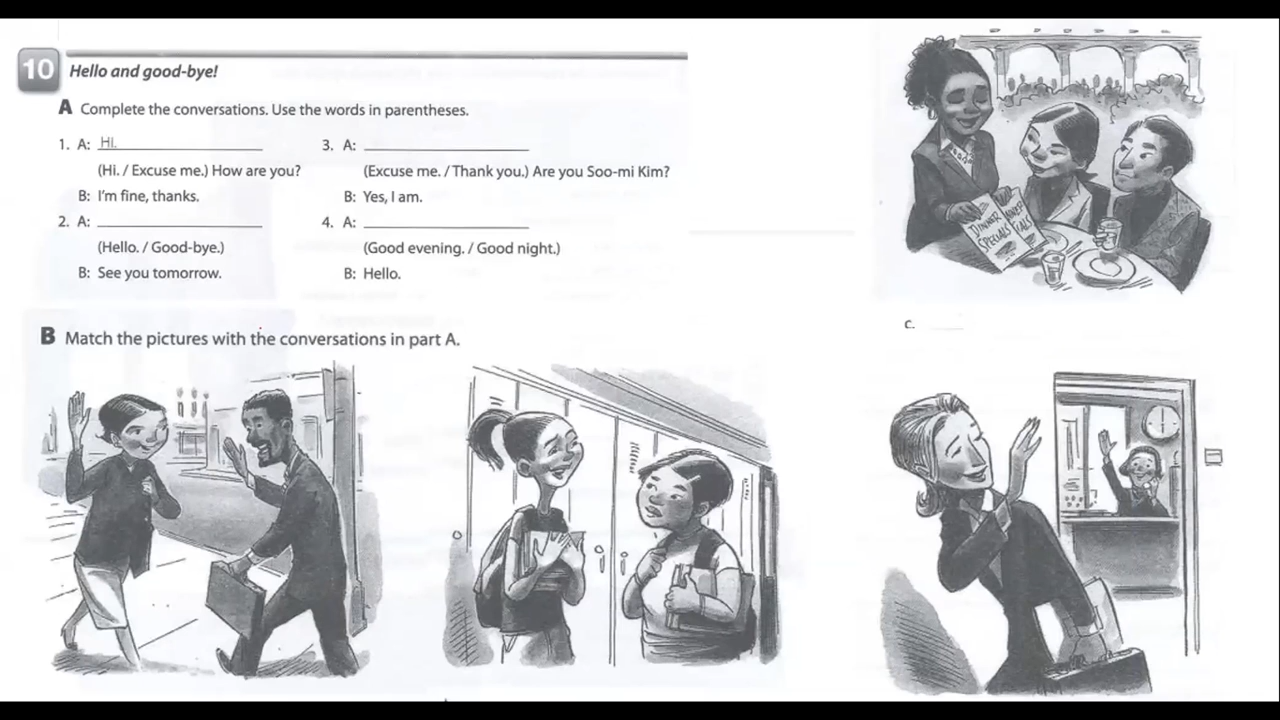 10 Hello and good-bye!
A Complete the conversations. Use the words in parentheses.
1. A: Hi.
(Hi. / Excuse me.) How are you?
B: I'm fine, thanks.
2. A:
(Hello. / Good-bye.)
B: See you tomorrow.
3. A:
(Excuse me. / Thank you.) Are you Soo-mi Kim?
B: Yes, I am.
4. A:
(Good evening. / Good night.)
B: Hello.
B Match the pictures with the conversations in part A.
DINNER
SPECIALS
c.